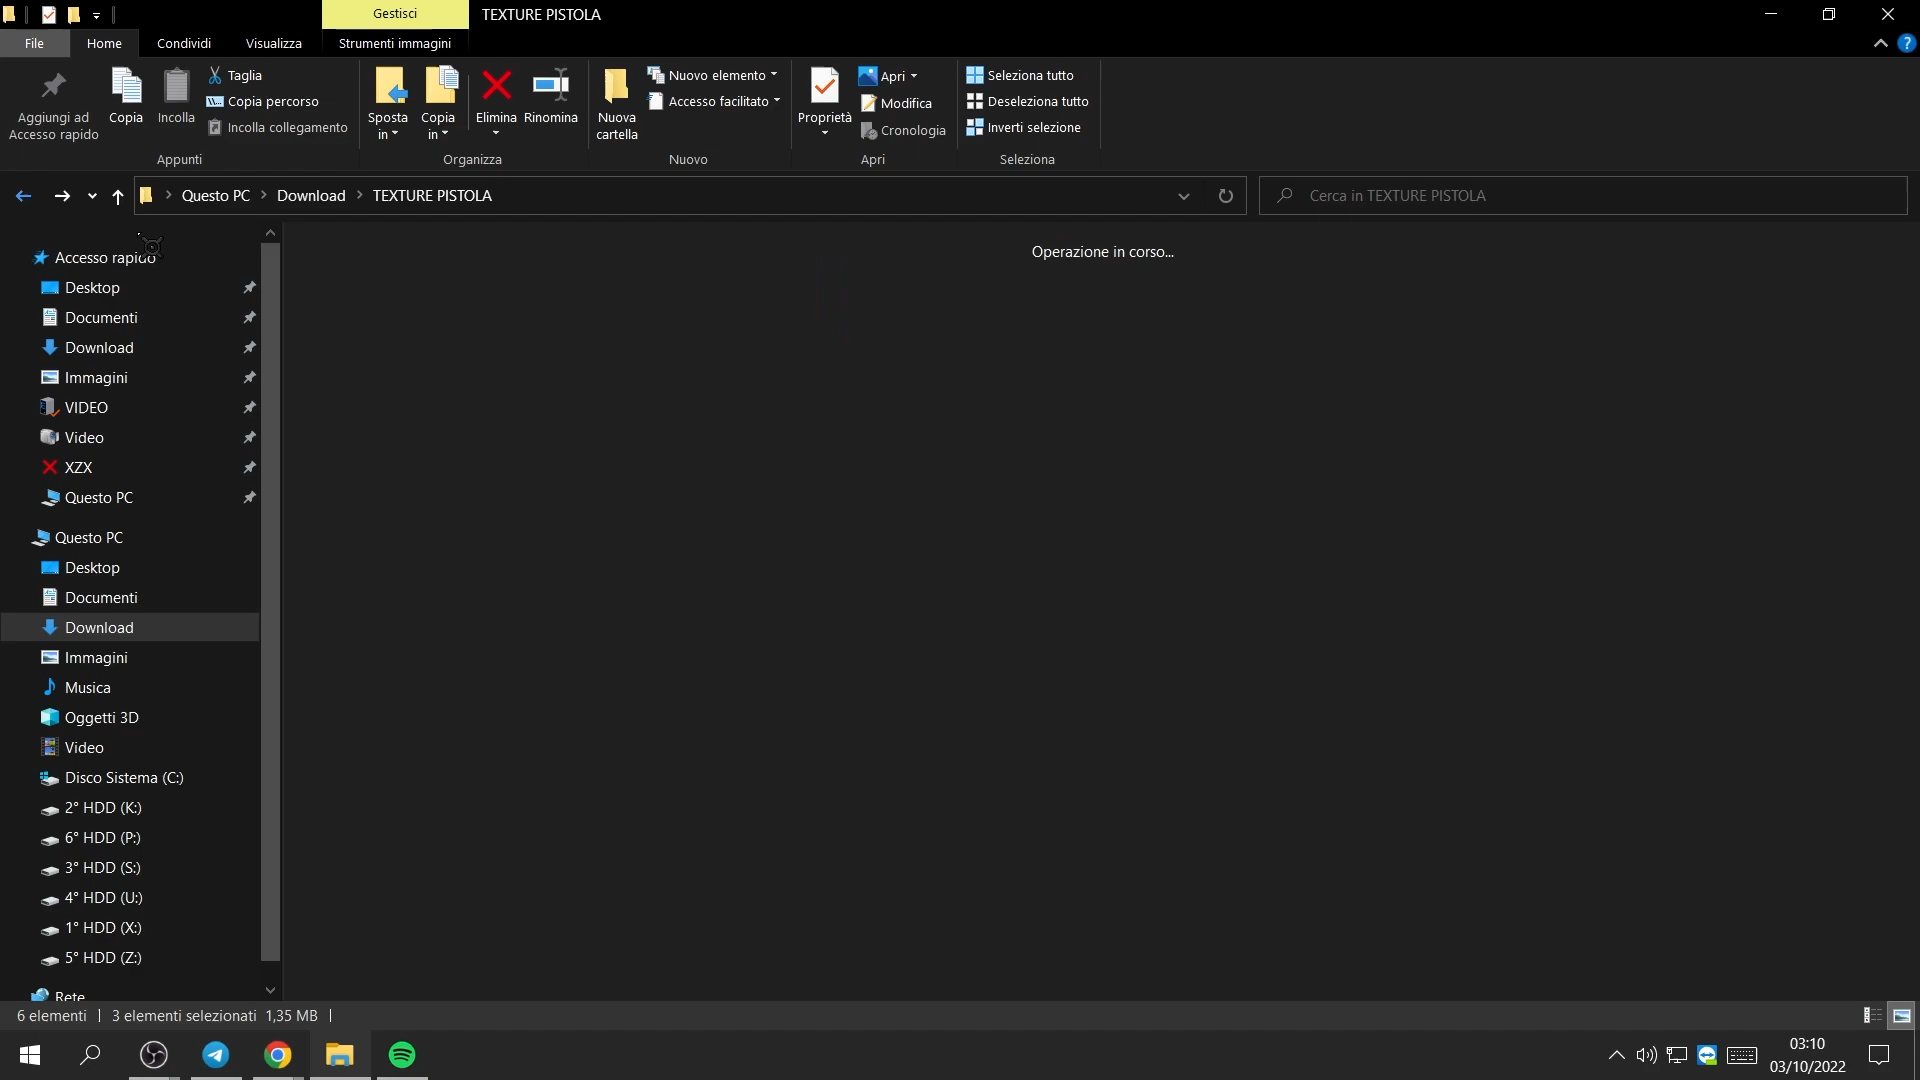 Gestisci
TEXTURE PISTOLA
File
Home
Condividi
Visualizza
Strumenti immagini
Aggiungi ad
Accesso rapido
Copia
Incolla
Taglia
Copia percorso
Incolla collegamento
Appunti
Sposta
in
Copia
in
Elimina
Rinomina
Organizza
Nuova
cartella
Nuovo elemento
Accesso facilitato
Nuovo
Proprietà
Apri
Modifica
Cronologia
Apri
Seleziona tutto
Deseleziona tutto
Inverti selezione
Seleziona
Questo PC > Download > TEXTURE PISTOLA
Cerca in TEXTURE PISTOLA
Operazione in corso...
Accesso rapido
Desktop
Documenti
Download
Immagini
VIDEO
Video
XZX
Questo PC
Questo PC
Desktop
Documenti
Download
Immagini
Musica
Oggetti 3D
Video
Disco Sistema (C:)
2° HDD (K:)
6° HDD (P:)
3° HDD (S:)
4° HDD (U:)
1° HDD (X:)
5° HDD (Z:)
Rete
6 elementi
3 elementi selezionati 1,35 MB
03:10
03/10/2022